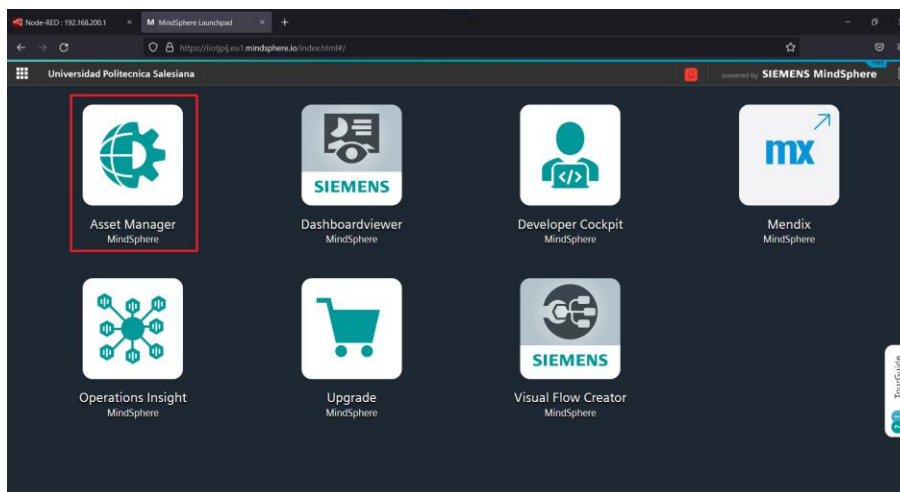 Node-RED : 192.168.200.1
M MindSphere Launchpad
https://iiotjpij.eu1.mindsphere.io/index.html#/
Universidad Politecnica Salesiana
powered by SIEMENS MindSphere
SIEMENS
mx
Asset Manager
MindSphere
Dashboardviewer
MindSphere
Developer Cockpit
MindSphere
Mendix
MindSphere
SIEMENS
Operations Insight
MindSphere
Upgrade
MindSphere
Visual Flow Creator
MindSphere
TourGuide